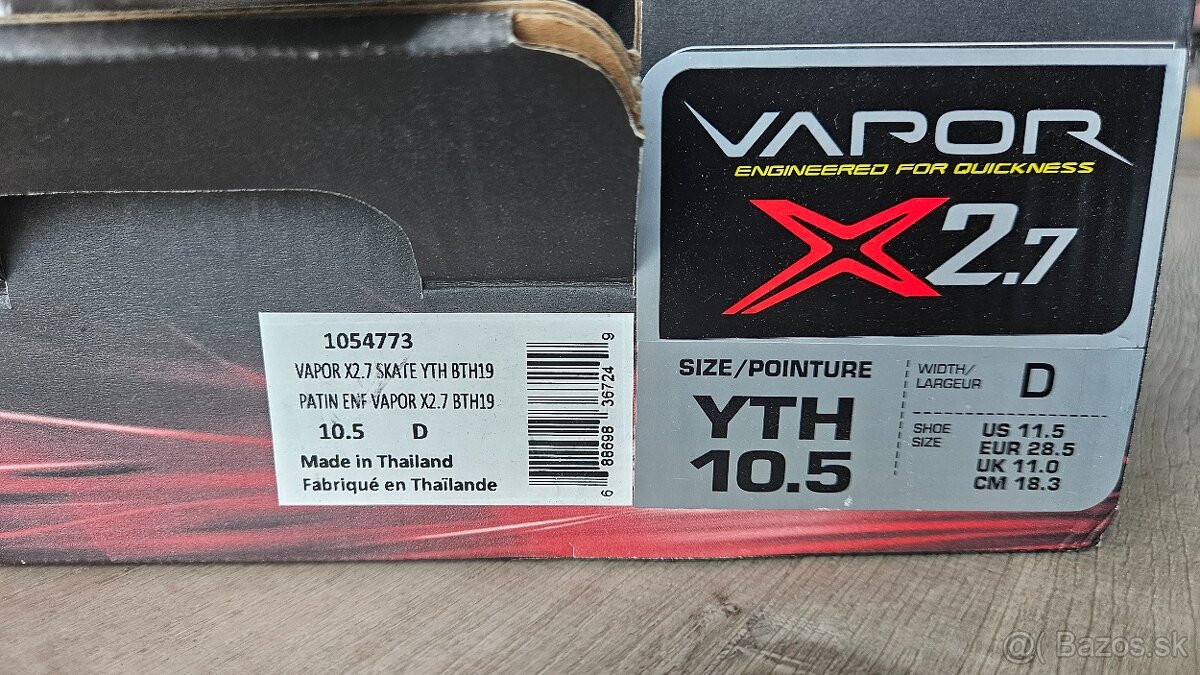 1054773
VAPOR X2.7 SKATE YTH BTH19
PATIN ENF VAPOR X2.7 BTH19
10.5 D
Made in Thailand
Fabriqué en Thaïlande
6 88698 36724 9
VAPOR
ENGINEERED FOR QUICKNESS
X2.7
SIZE/POINTURE
YTH
10.5
WIDTH/
LARGEUR
D
SHOE
SIZE
US 11.5
EUR 28.5
UK 11.0
CM 18.3
@( Bazos.sk